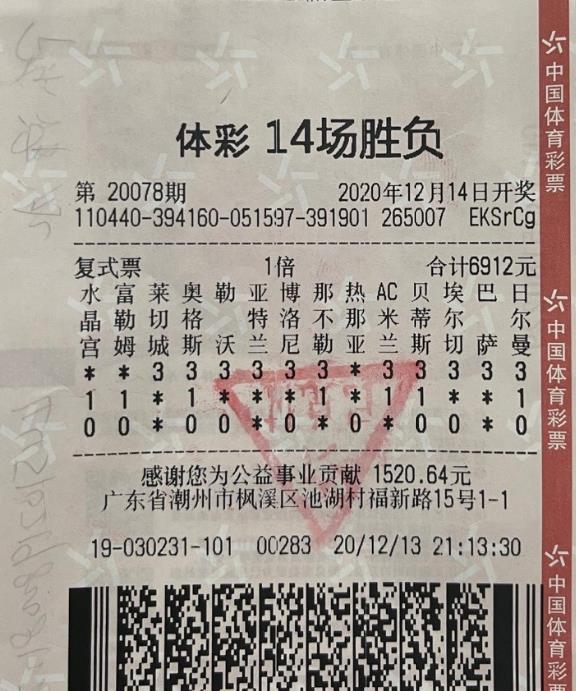 体彩 14场胜负
第 20078期 2020年12月14日开奖
110440-394160-051597-391901 265007 EKSrCg
复式票 1倍 合计6912元
水 富 莱 奥 勒 亚 博 那 热 AC 贝 埃 巴 日
晶 勒 切 格 特 洛 不 那 米 蒂 尔 尔
宫 姆 城 斯 沃 兰 尼 勒 亚 兰 斯 切 萨 曼
* * 3 3 3 3 3 3 * 3 3 3 3 3
1 1 * 1 * * * 1 * 1 1 * * 1
0 0 * 0 0 * 0 * 0 * 0 0 * 0
感谢您为公益事业贡献 1520.64元
广东省潮州市枫溪区池湖村福新路15号1-1
19-030231-101 00283 20/12/13 21:13:30
中国体育彩票
中国体育彩票
中国体育彩票